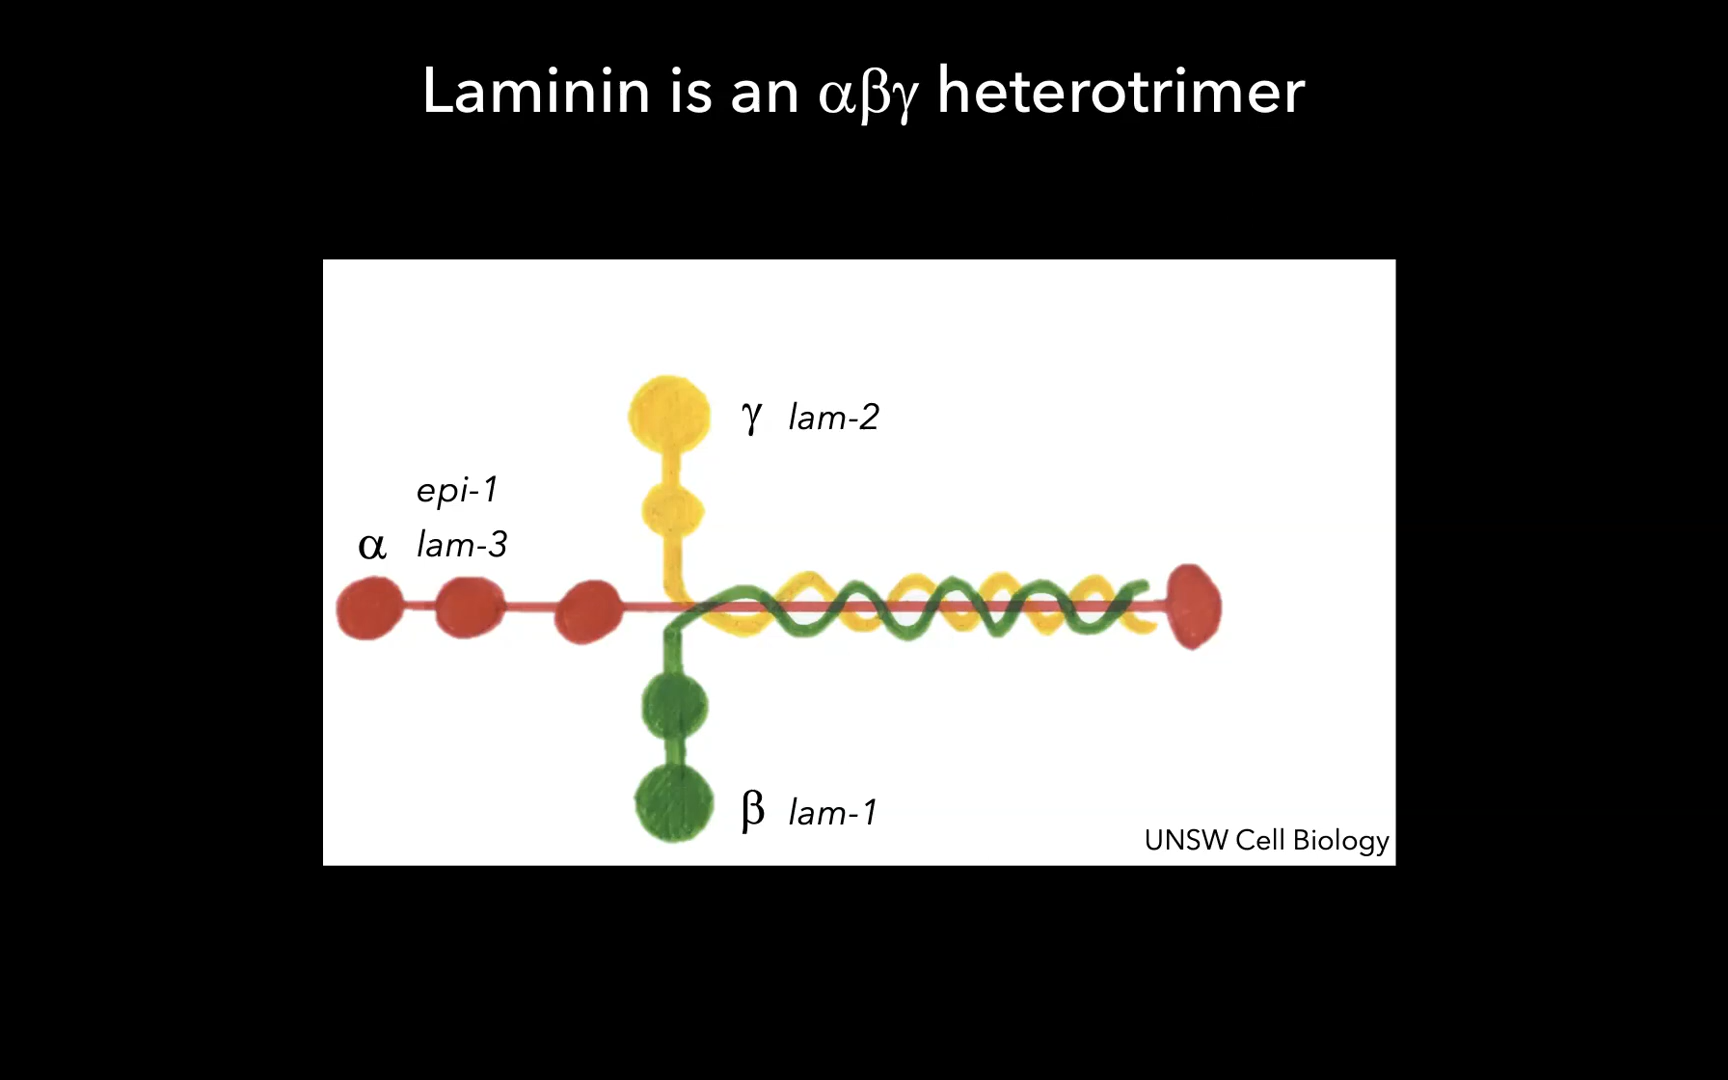 Laminin is an αβγ heterotrimer
γ lam-2
epi-1
α lam-3
β lam-1
UNSW Cell Biology